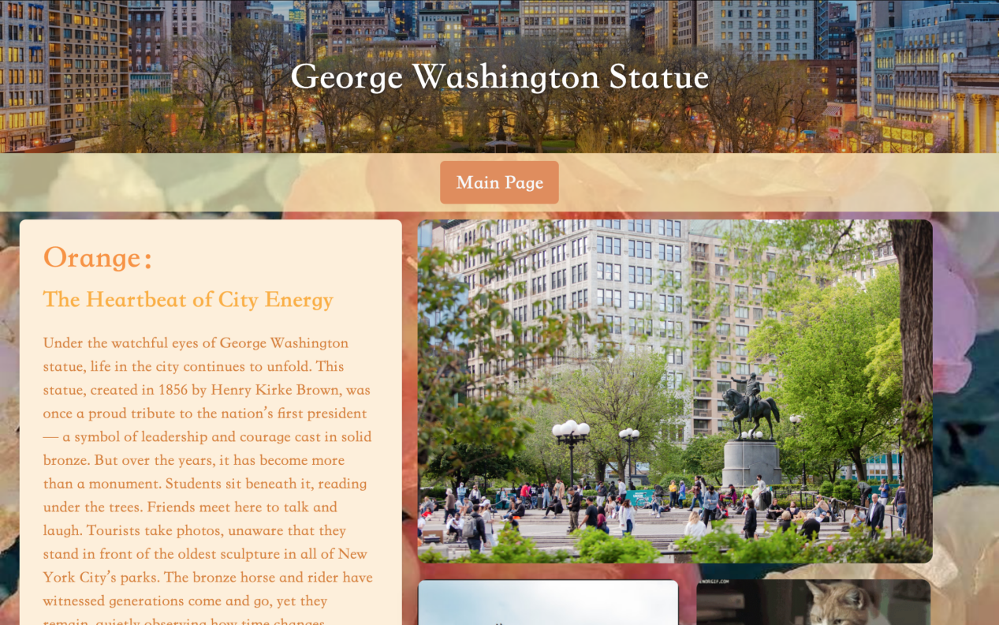 George Washington Statue
Main Page
Orange:
The Heartbeat of City Energy
Under the watchful eyes of George Washington
statue, life in the city continues to unfold. This
statue, created in 1856 by Henry Kirke Brown, was
once a proud tribute to the nation's first president
— a symbol of leadership and courage cast in solid
bronze. But over the years, it has become more
than a monument. Students sit beneath it, reading
under the trees. Friends meet here to talk and
laugh. Tourists take photos, unaware that they
stand in front of the oldest sculpture in all of New
York City's parks. The bronze horse and rider have
witnessed generations come and go, yet they
remain, quietly observing how time changes